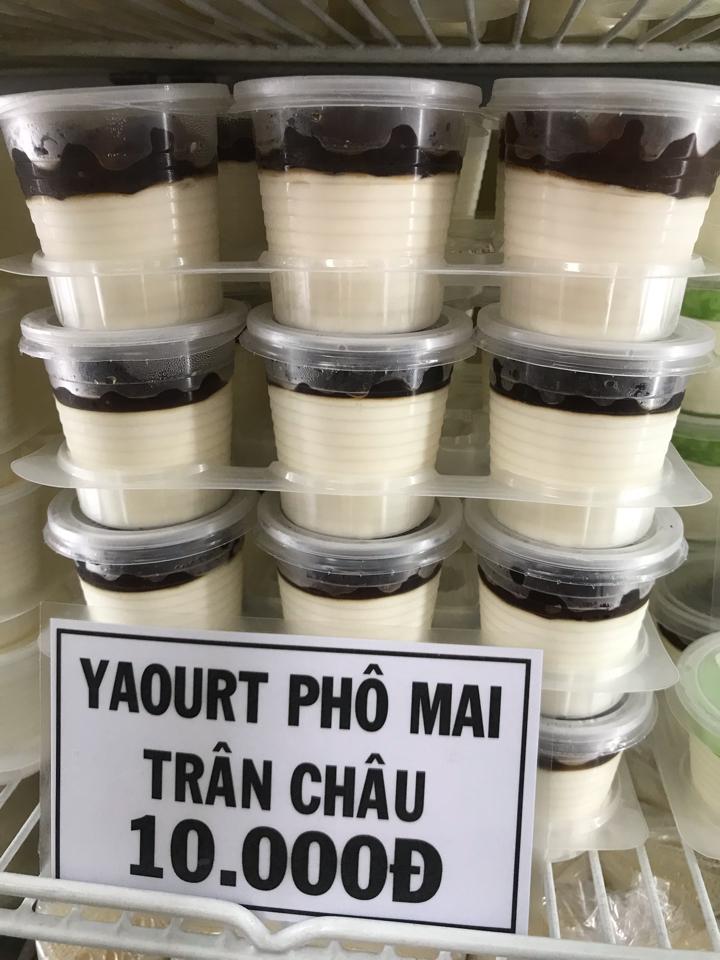 YAOURT PHÔ MAI
TRÂN CHÂU
10.000Đ